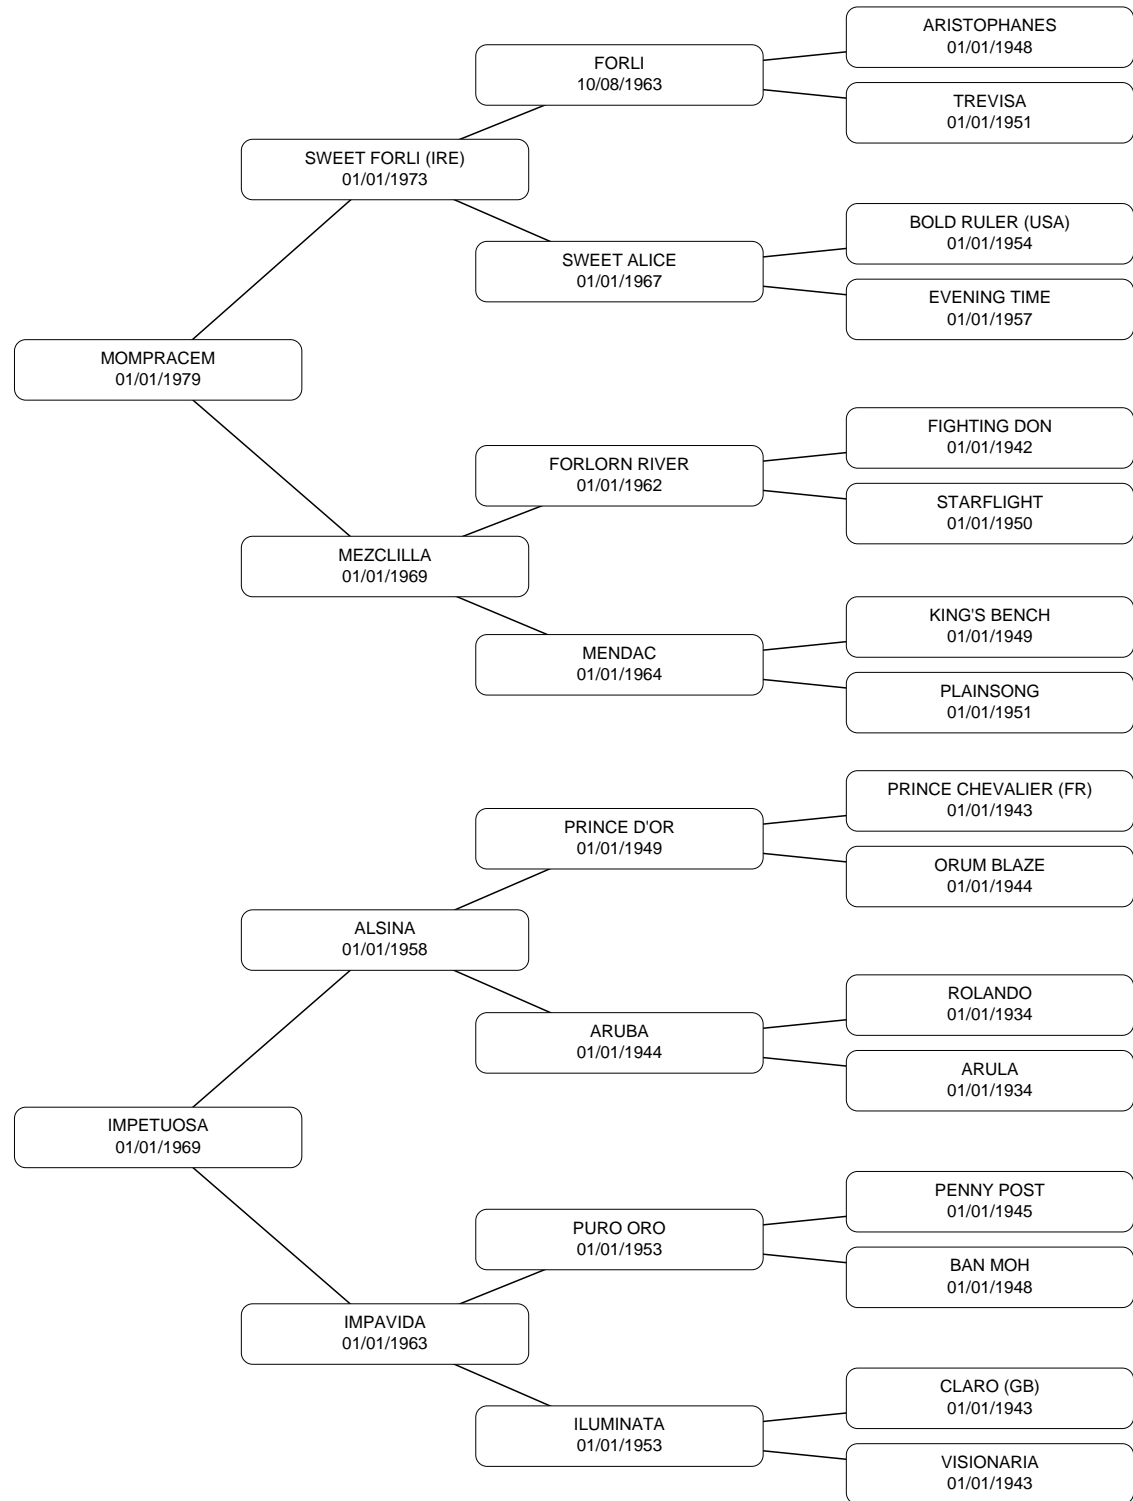 ARISTOPHANES
01/01/1948
FORLI
10/08/1963
TREVISA
01/01/1951
SWEET FORLI (IRE)
01/01/1973
BOLD RULER (USA)
01/01/1954
SWEET ALICE
01/01/1967
EVENING TIME
01/01/1957
MOMPRACEM
01/01/1979
FIGHTING DON
01/01/1942
FORLORN RIVER
01/01/1962
STARFLIGHT
01/01/1950
MEZCLILLA
01/01/1969
KING'S BENCH
01/01/1949
MENDAC
01/01/1964
PLAINSONG
01/01/1951
PRINCE CHEVALIER (FR)
01/01/1943
PRINCE D'OR
01/01/1949
ORUM BLAZE
01/01/1944
ALSINA
01/01/1958
ROLANDO
01/01/1934
ARUBA
01/01/1944
ARULA
01/01/1934
IMPETUOSA
01/01/1969
PENNY POST
01/01/1945
PURO ORO
01/01/1953
BAN MOH
01/01/1948
IMPAVIDA
01/01/1963
CLARO (GB)
01/01/1943
ILUMINATA
01/01/1953
VISIONARIA
01/01/1943